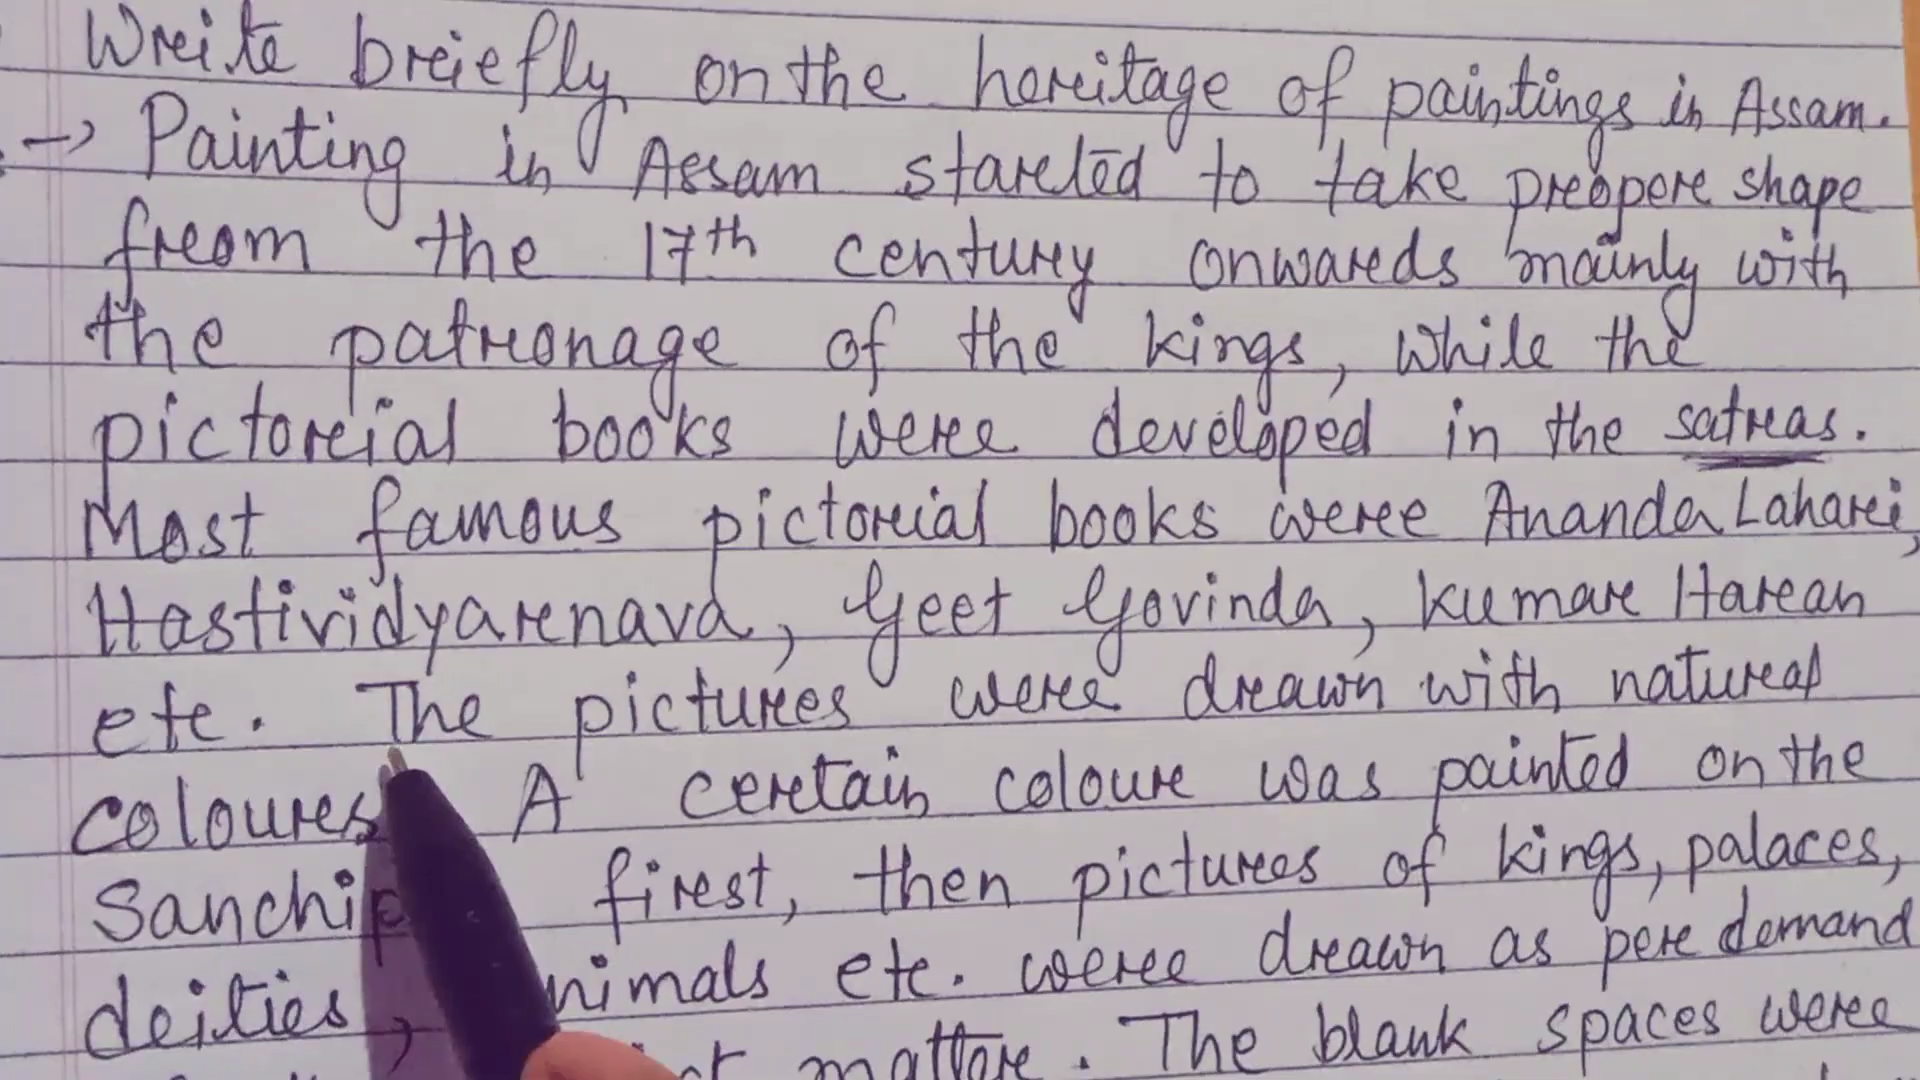 Write briefly on the heritage of paintings in Assam.
→ Painting in Assam started to take proper shape
from the 17th century onwards mainly with
the patronage of the kings, while the
pictorial books were developed in the satras.
Most famous pictorial books were Ananda Lahari,
Hastividyarnava, Geet Govinda, Kumar Haran
etc. The pictures were drawn with natural
colours A certain colour was painted on the
first, then pictures of kings, palaces,
deities, etc. were drawn as per demand
matter. The blank spaces were